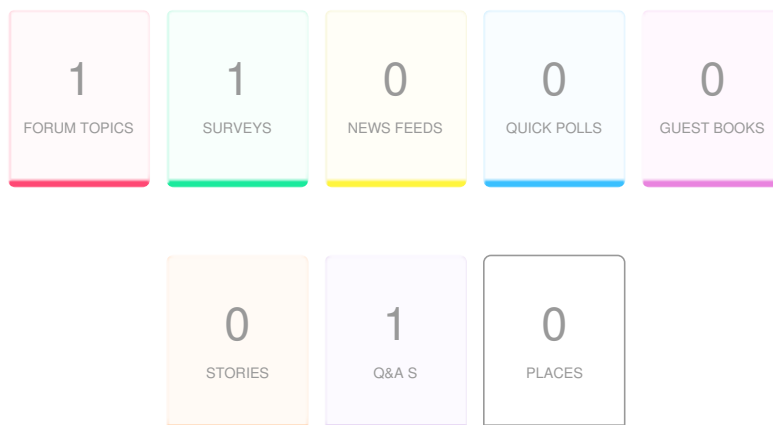 1 1 0 0 0
FORUM TOPICS SURVEYS NEWS FEEDS QUICK POLLS GUEST BOOKS
0 1 0
STORIES Q&A S PLACES